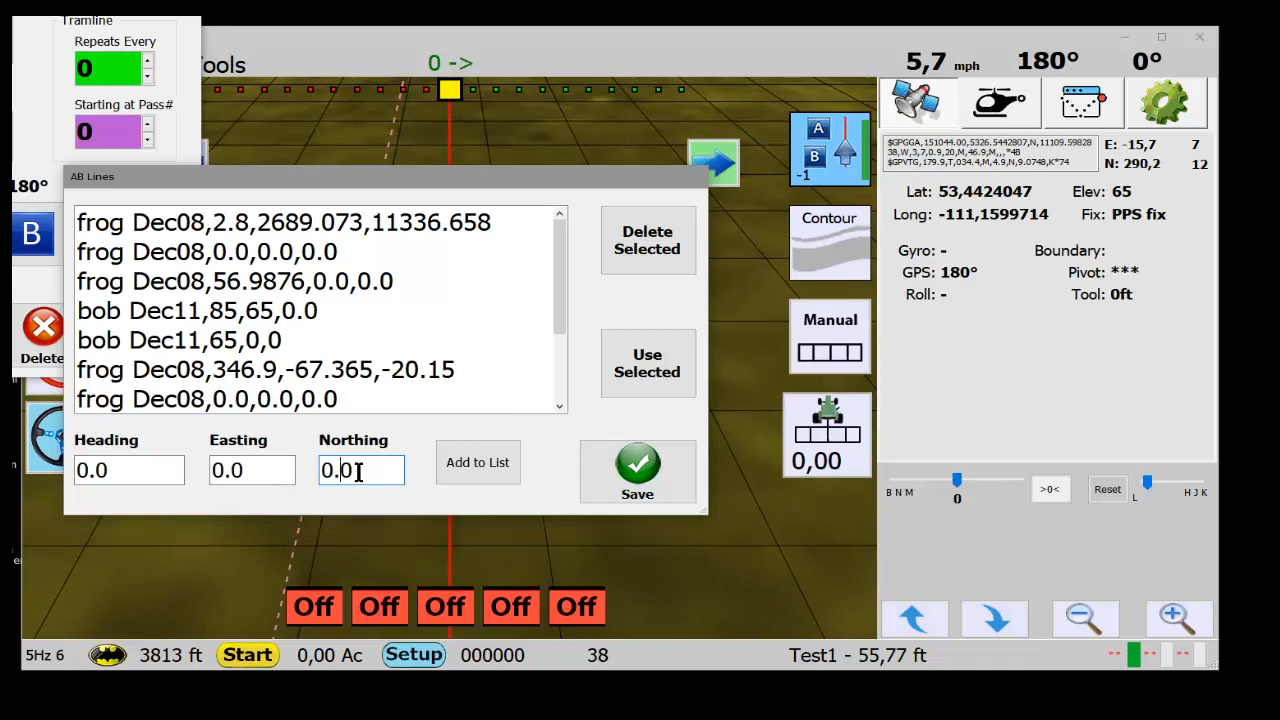 Tramline
Repeats Every
0
Starting at Pass#
0
180°
B
Delete
ools
0 ->
5,7 mph 180° 0°
A
B
-1
Contour
Manual
0,00
$GPGGA,151044.00,5326.5442807,N,11109.59828
38,W,3,7,0.9,20,M,46.9,M,,,*4B
$GPVTG,179.9,T,034.4,M,4.9,N,9.0748,K*74
E: -15,7 7
N: 290,2 12
Lat: 53,4424047 Elev: 65
Long: -111,1599714 Fix: PPS fix
Gyro: - Boundary:
GPS: 180° Pivot: ***
Roll: - Tool: 0ft
B N M 0 >0< Reset L H J K
AB Lines
frog Dec08,2.8,2689.073,11336.658
frog Dec08,0.0,0.0,0.0
frog Dec08,56.9876,0.0,0.0
bob Dec11,85,65,0.0
bob Dec11,65,0,0
frog Dec08,346.9,-67.365,-20.15
frog Dec08,0.0,0.0,0.0
Delete
Selected
Use
Selected
Heading Easting Northing
0.0 0.0 0.0
Add to List
Save
Off Off Off Off Off
5Hz 6 3813 ft Start 0,00 Ac Setup 000000 38 Test1 - 55,77 ft -- -- --